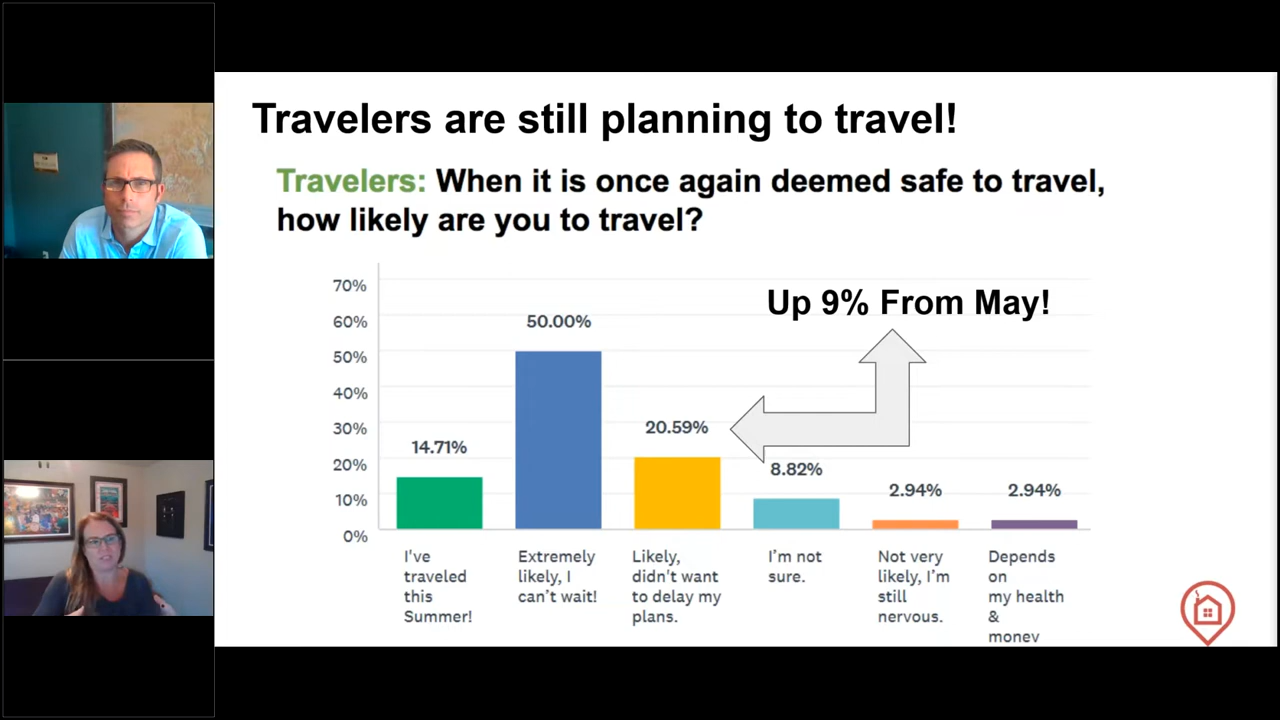 Travelers are still planning to travel!
Travelers: When it is once again deemed safe to travel,
how likely are you to travel?
Up 9% From May!
70%
60%
50%
40%
30%
20%
10%
0%
14.71%
50.00%
20.59%
8.82%
2.94%
2.94%
I've
traveled
this
Summer!
Extremely
likely, I
can't wait!
Likely,
didn't want
to delay my
plans.
I'm not
sure.
Not very
likely, I'm
still
nervous.
Depends
on
my health
&
money